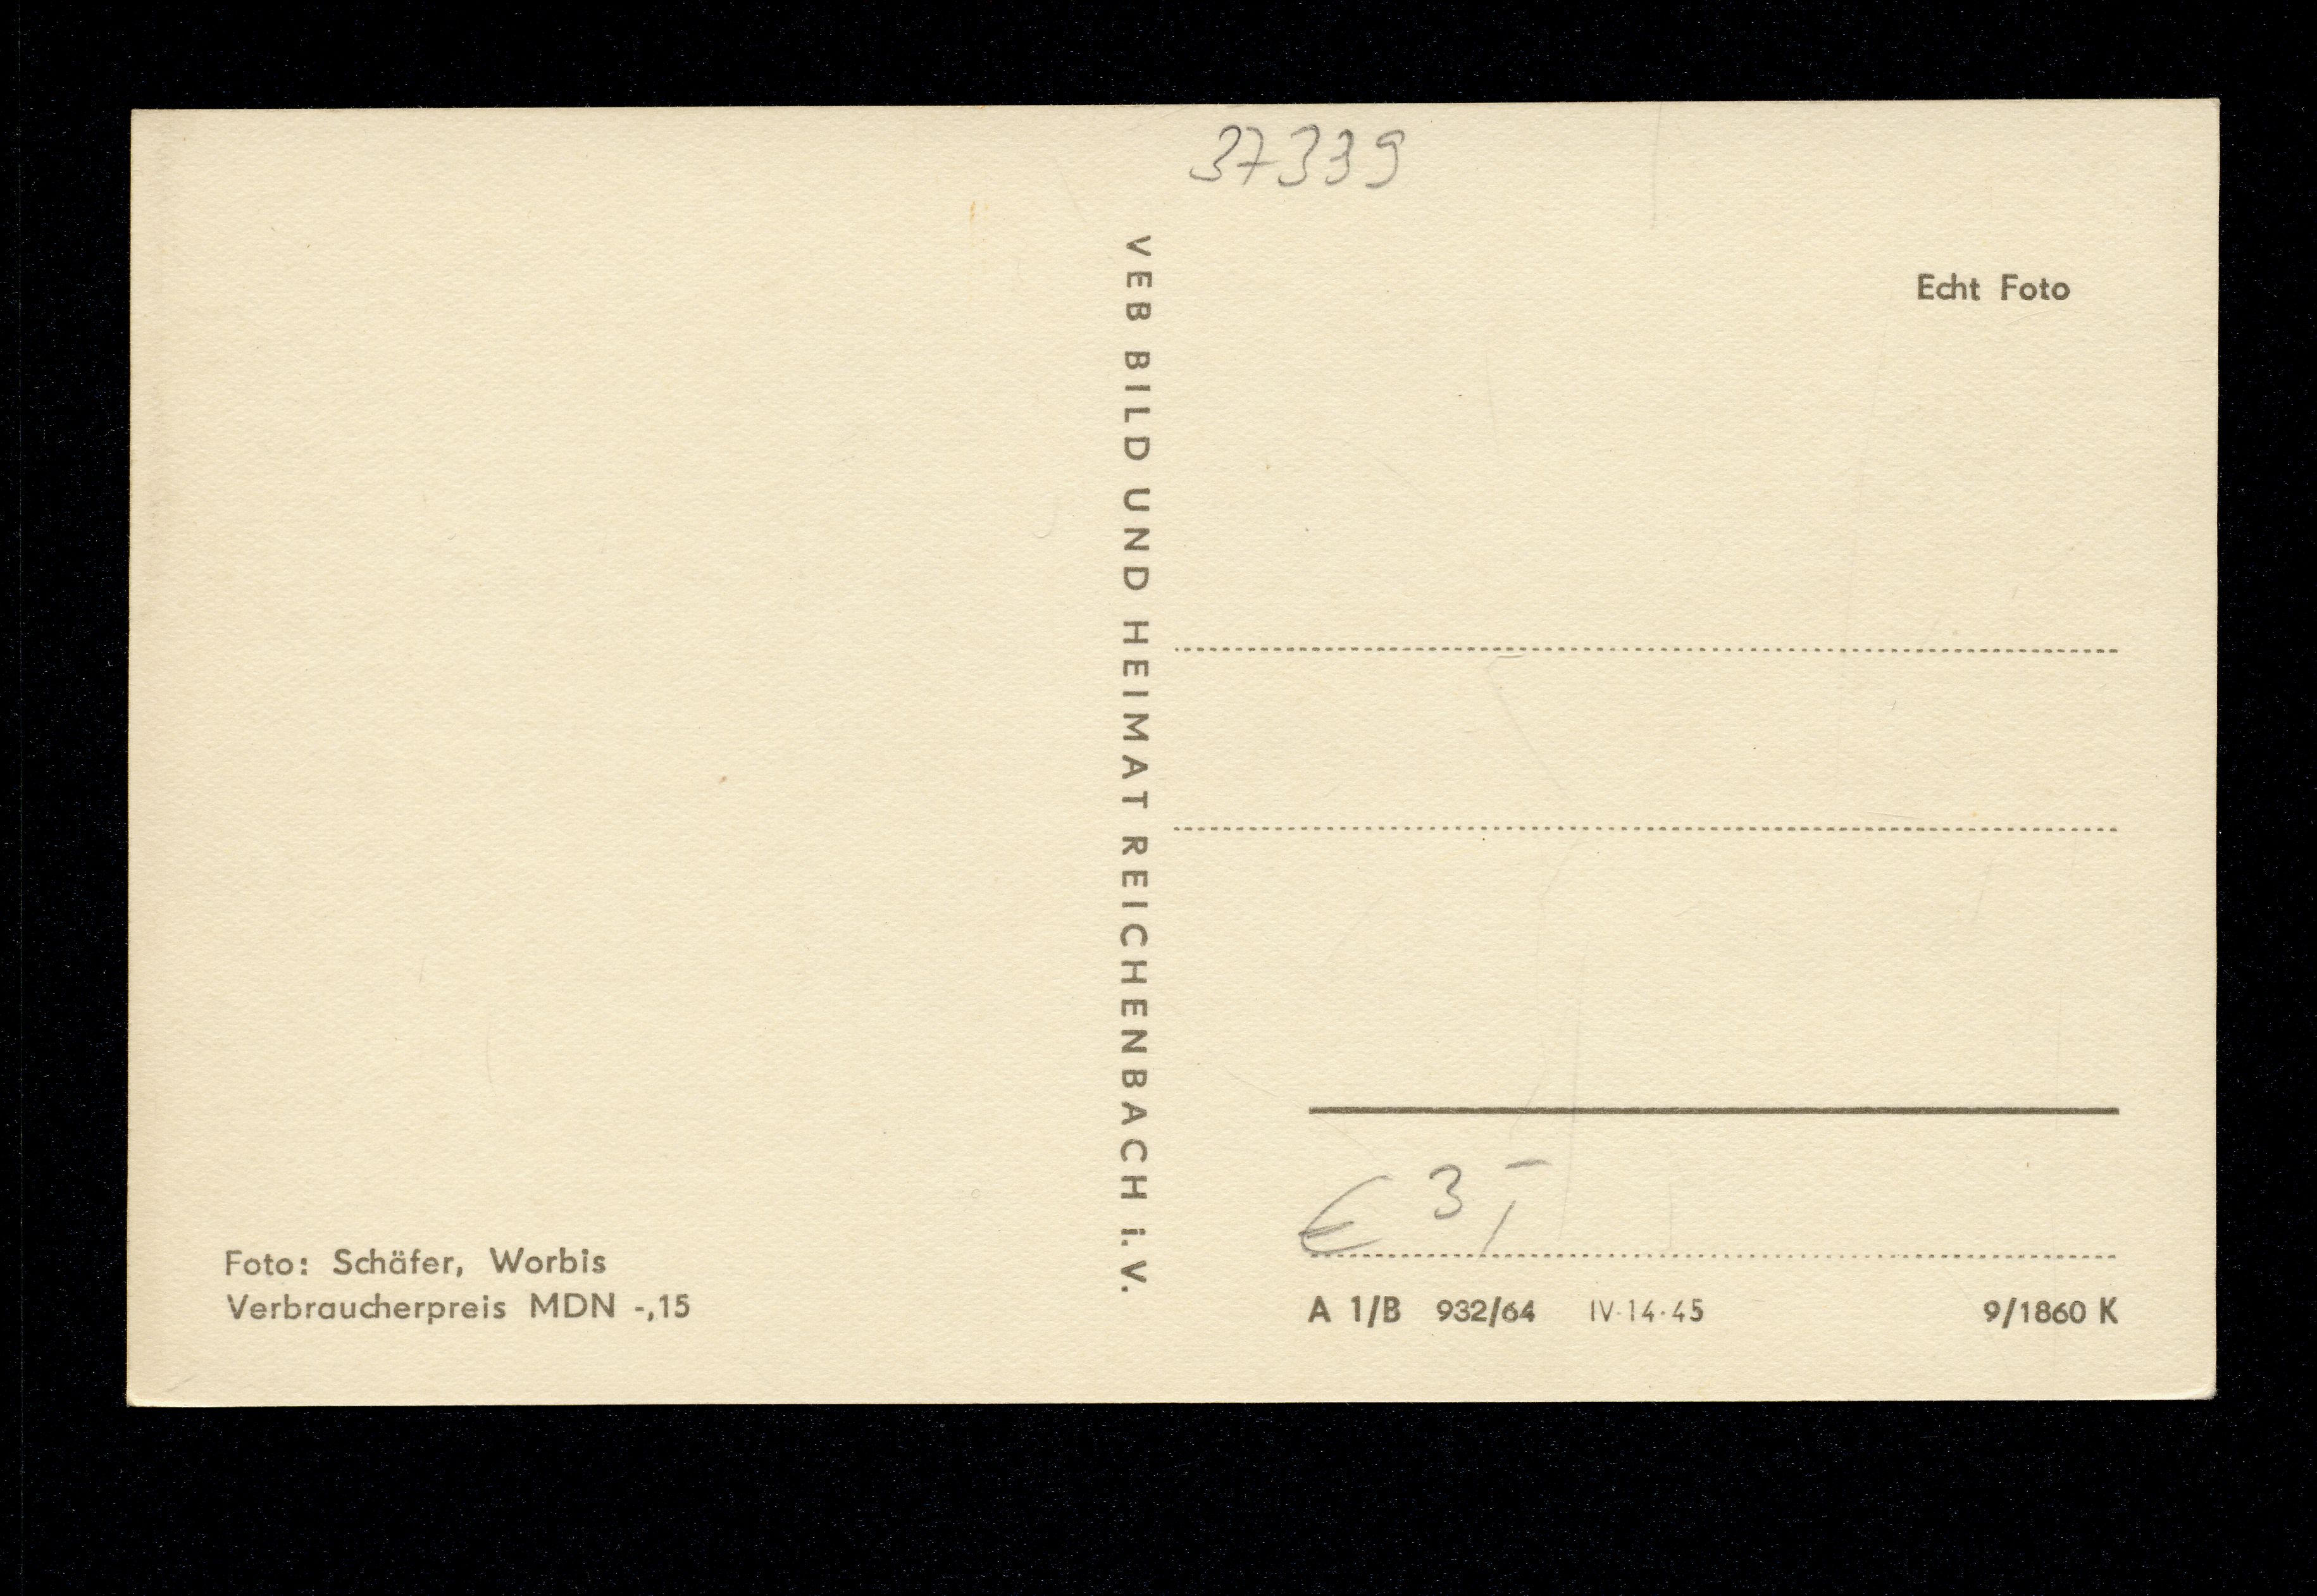 37339
Echt Foto
VEB BILD UND HEIMAT REICHENBACH i. V.
€ 3,-
Foto: Schäfer, Worbis
Verbraucherpreis MDN -,15
A 1/B 932/64 IV·14·45 9/1860 K